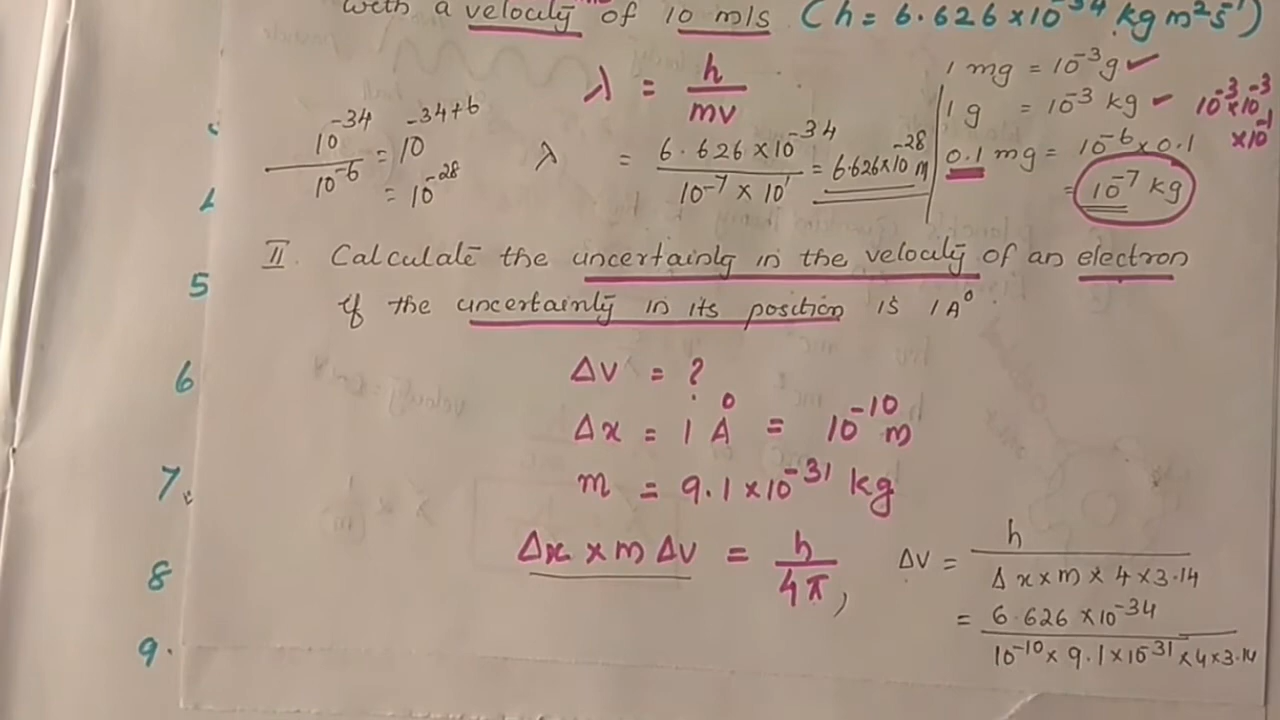 with a velocity of 10 m/s (h = 6.626 × 10⁻³⁴ kg m² s⁻¹)
λ = h / mv
1 mg = 10⁻³ g ✓
1 g = 10⁻³ kg ✓ 10⁻³ × 10⁻³ × 10⁻¹
0.1 mg = 10⁻⁶ × 0.1
= 10⁻⁷ kg
10⁻³⁴ / 10⁻⁶ = 10⁻³⁴⁺⁶
= 10⁻²⁸
λ = 6.626 × 10⁻³⁴ / 10⁻⁷ × 10¹ = 6.626 × 10⁻²⁸ m
II. Calculate the uncertainty in the velocity of an electron
5
if the uncertainty in its position is 1 A⁰
6
Δv = ?
Δx = 1 Å = 10⁻¹⁰ m
7.
m = 9.1 × 10⁻³¹ kg
8
Δx × m Δv = h / 4π,
Δv = h / Δx × m × 4 × 3.14
= 6.626 × 10⁻³⁴ / 10⁻¹⁰ × 9.1 × 10⁻³¹ × 4 × 3.14
9.